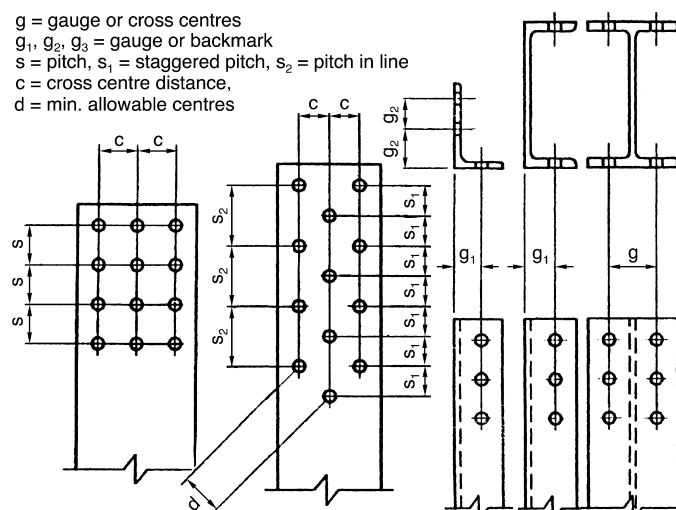 g = gauge or cross centres
g₁, g₂, g₃ = gauge or backmark
s = pitch, s₁ = staggered pitch, s₂ = pitch in line
c = cross centre distance,
d = min. allowable centres
c c
c c
g₂
g₂
s
s
s
s₂
s₂
s₂
s₁
s₁
s₁
s₁
s₁
s₁
s₁
g₁ g₁ g
d